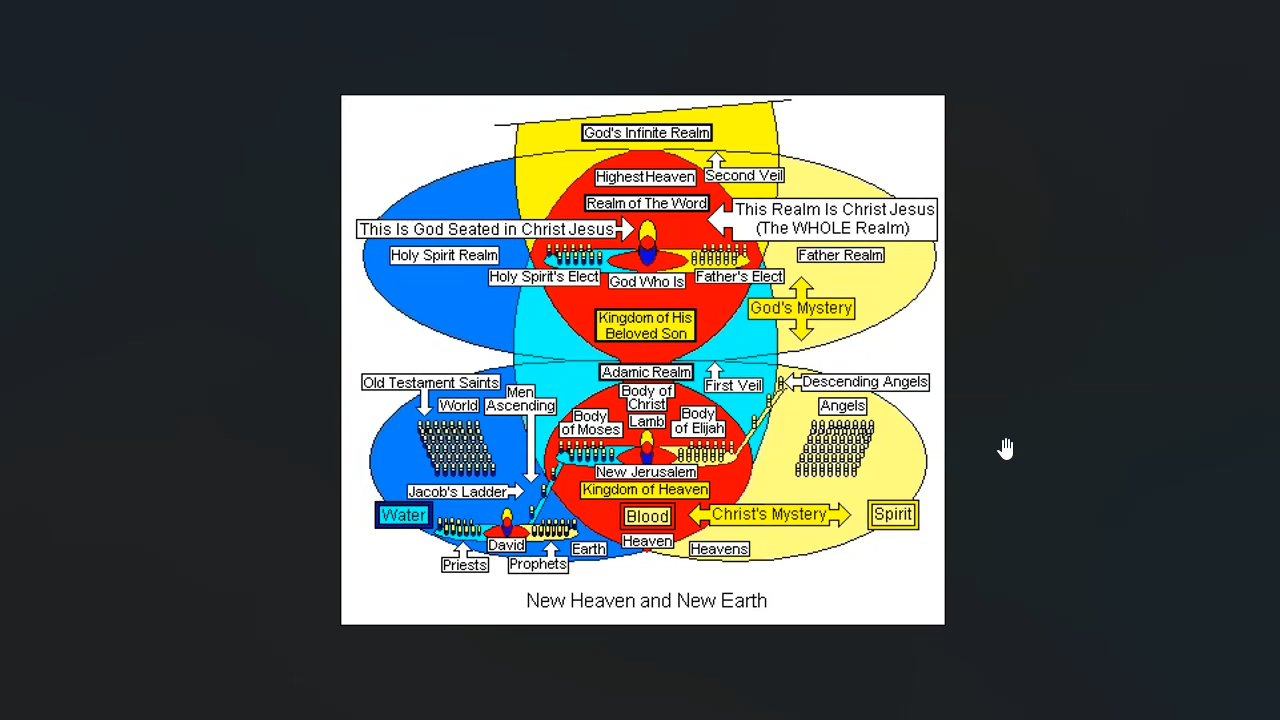 God's Infinite Realm
Highest Heaven
Second Veil
Realm of The Word
This Realm Is Christ Jesus
(The WHOLE Realm)
This Is God Seated in Christ Jesus
Holy Spirit Realm
Father Realm
Holy Spirit's Elect
God Who Is
Father's Elect
God's Mystery
Kingdom of His
Beloved Son
Adamic Realm
First Veil
Old Testament Saints
Descending Angels
Men
Ascending
World
Body of
Christ
Angels
Body
of Moses
Lamb
Body
of Elijah
New Jerusalem
Jacob's Ladder
Kingdom of Heaven
Water
Blood
Christ's Mystery
Spirit
David
Earth
Heaven
Heavens
Priests
Prophets
New Heaven and New Earth